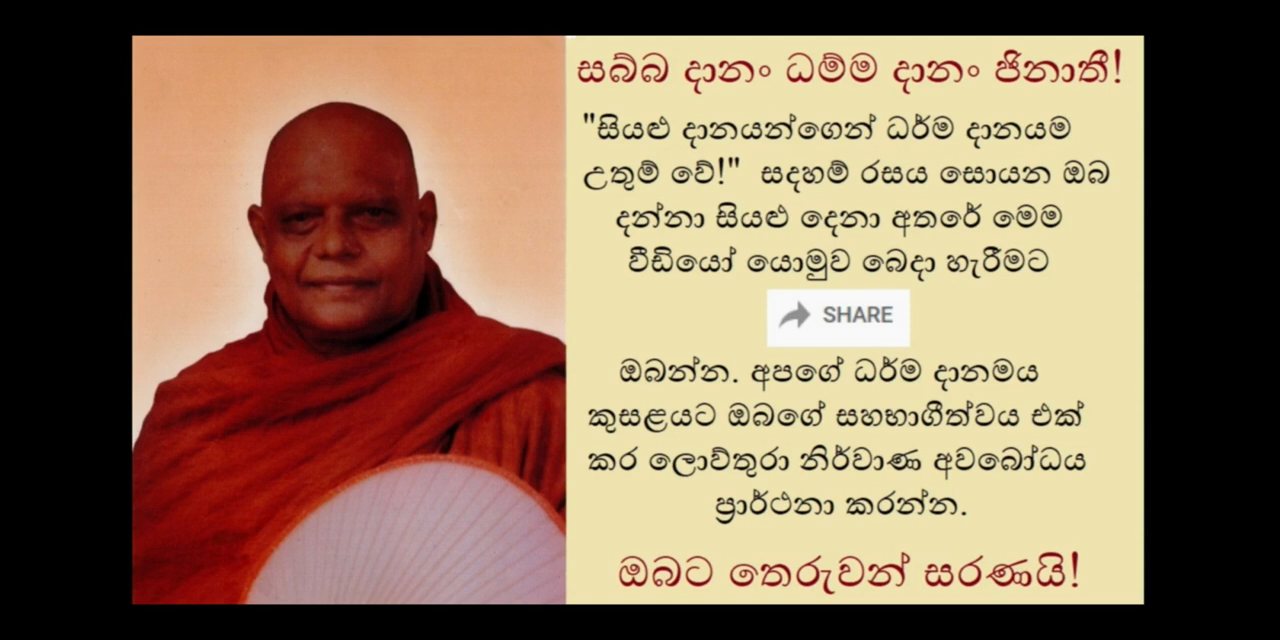 සබ්බ දානං ධම්ම දානං ජිනාතී!
"සියළු දානයන්ගෙන් ධර්ම දානයම
උතුම් වේ!"  සදහම් රසය සොයන ඔබ
දන්නා සියළු දෙනා අතරේ මෙම
වීඩියෝ යොමුව බෙදා හැරීමට
SHARE
ඔබන්න. අපගේ ධර්ම දානමය
කුසළයට ඔබගේ සහභාගීත්වය එක්
කර ලොව්තුරා නිර්වාණ අවබෝධය
ප්‍රාර්ථනා කරන්න.
ඔබට තෙරුවන් සරණයි!